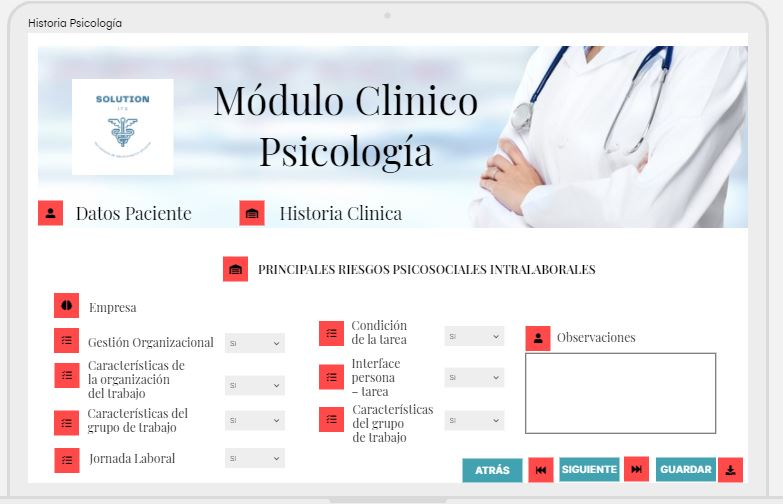 Historia Psicología
SOLUTION
ITS
Módulo Clinico
Psicología
Datos Paciente
Historia Clinica
PRINCIPALES RIESGOS PSICOSOCIALES INTRALABORALES
Empresa
Gestión Organizacional
SI
Características de
la organización
del trabajo
SI
Características del
grupo de trabajo
SI
Jornada Laboral
SI
Condición
de la tarea
SI
Interface
persona
– tarea
SI
Características
del grupo
de trabajo
SI
Observaciones
ATRÁS
SIGUIENTE
GUARDAR